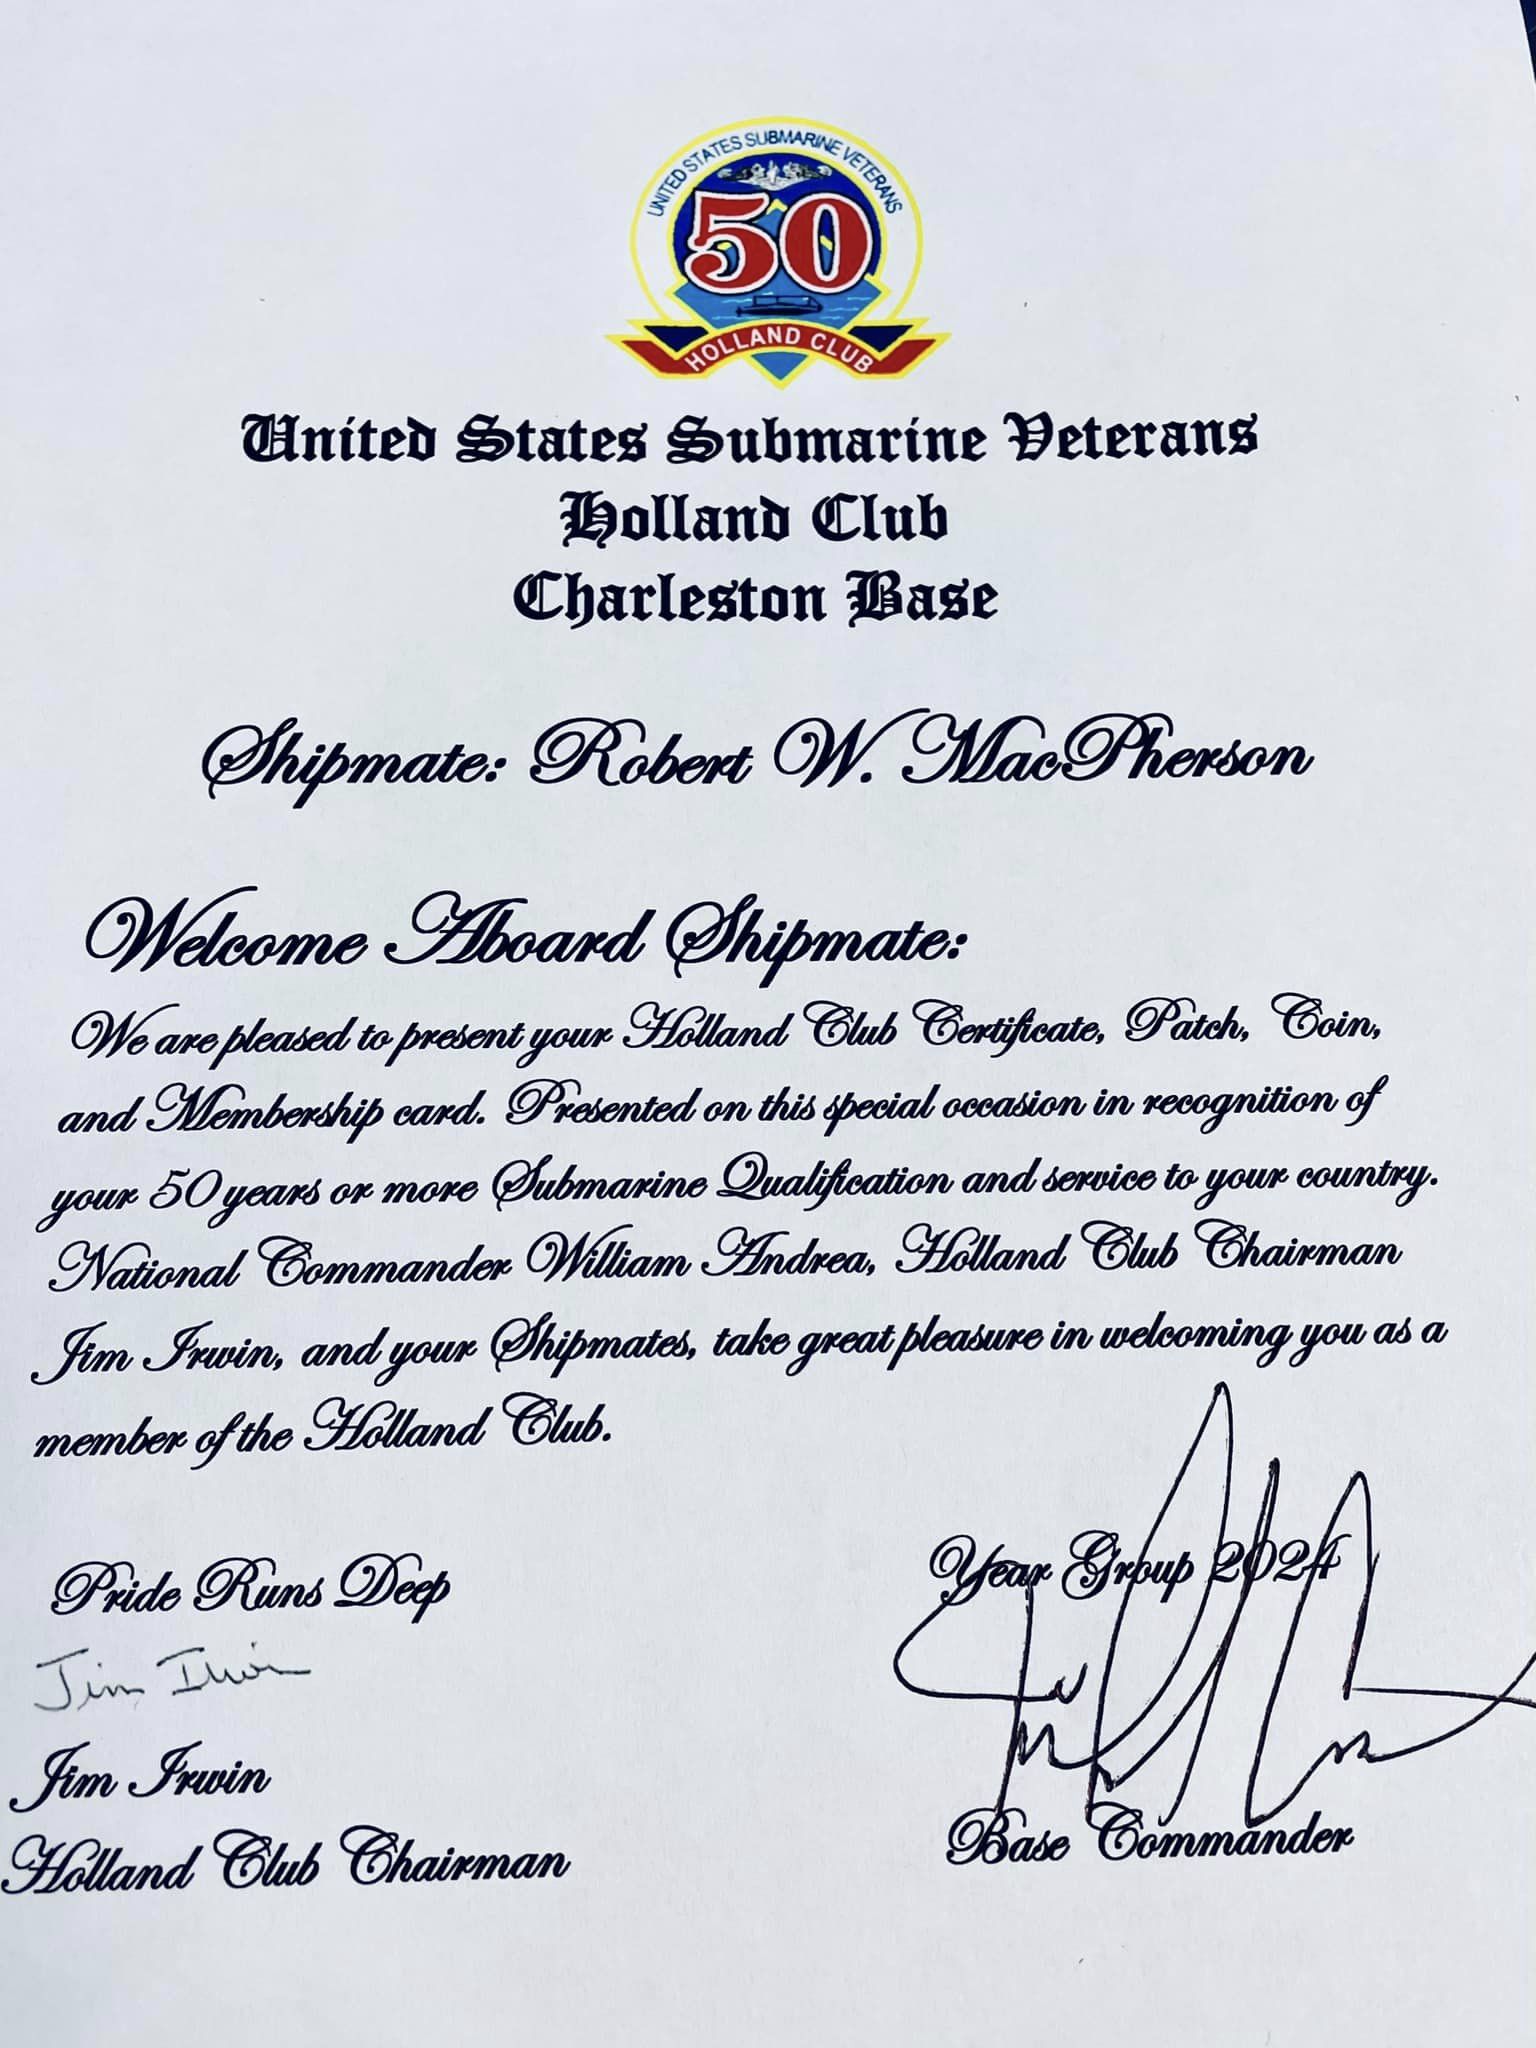 UNITED STATES SUBMARINE VETERANS
50
HOLLAND CLUB
United States Submarine Veterans
Holland Club
Charleston Base
Shipmate: Robert W. MacPherson
Welcome Aboard Shipmate:
We are pleased to present your Holland Club Certificate, Patch, Coin,
and Membership card. Presented on this special occasion in recognition of
your 50 years or more Submarine Qualification and service to your country.
National Commander William Andrea, Holland Club Chairman
Jim Irwin, and your Shipmates, take great pleasure in welcoming you as a
member of the Holland Club.
Pride Runs Deep
Year Group 2024
Jim Irwin
Jim Irwin
Holland Club Chairman
Base Commander